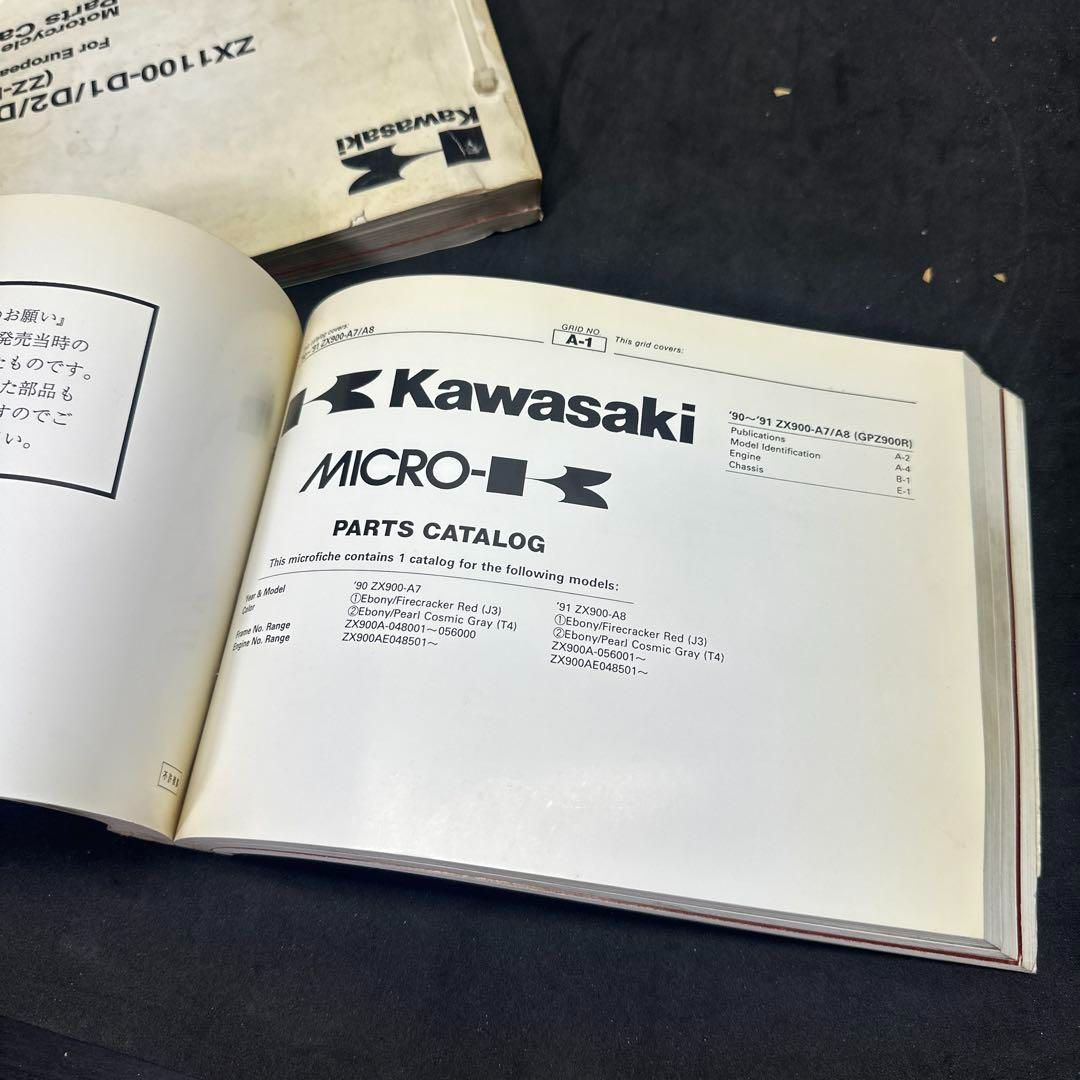 Motorcycle
Parts Ca
For European
ZX1100-D1/D2/D
(ZZ-
Kawasaki
お願い』
発売当時の
たものです。
た部品も
すのでご
い。
covers:
'91 ZX900-A7/A8
GRID NO
A-1
This grid covers:
Kawasaki
MICRO-K
PARTS CATALOG
This microfiche contains 1 catalog for the following models:
'90～'91 ZX900-A7/A8 (GPZ900R)
Publications A-2
Model Identification A-4
Engine B-1
Chassis E-1
Year & Model '90 ZX900-A7 '91 ZX900-A8
Color ①Ebony/Firecracker Red (J3) ①Ebony/Firecracker Red (J3)
②Ebony/Pearl Cosmic Gray (T4) ②Ebony/Pearl Cosmic Gray (T4)
Frame No. Range ZX900A-048001～056000 ZX900A-056001～
Engine No. Range ZX900AE048501～ ZX900AE048501～